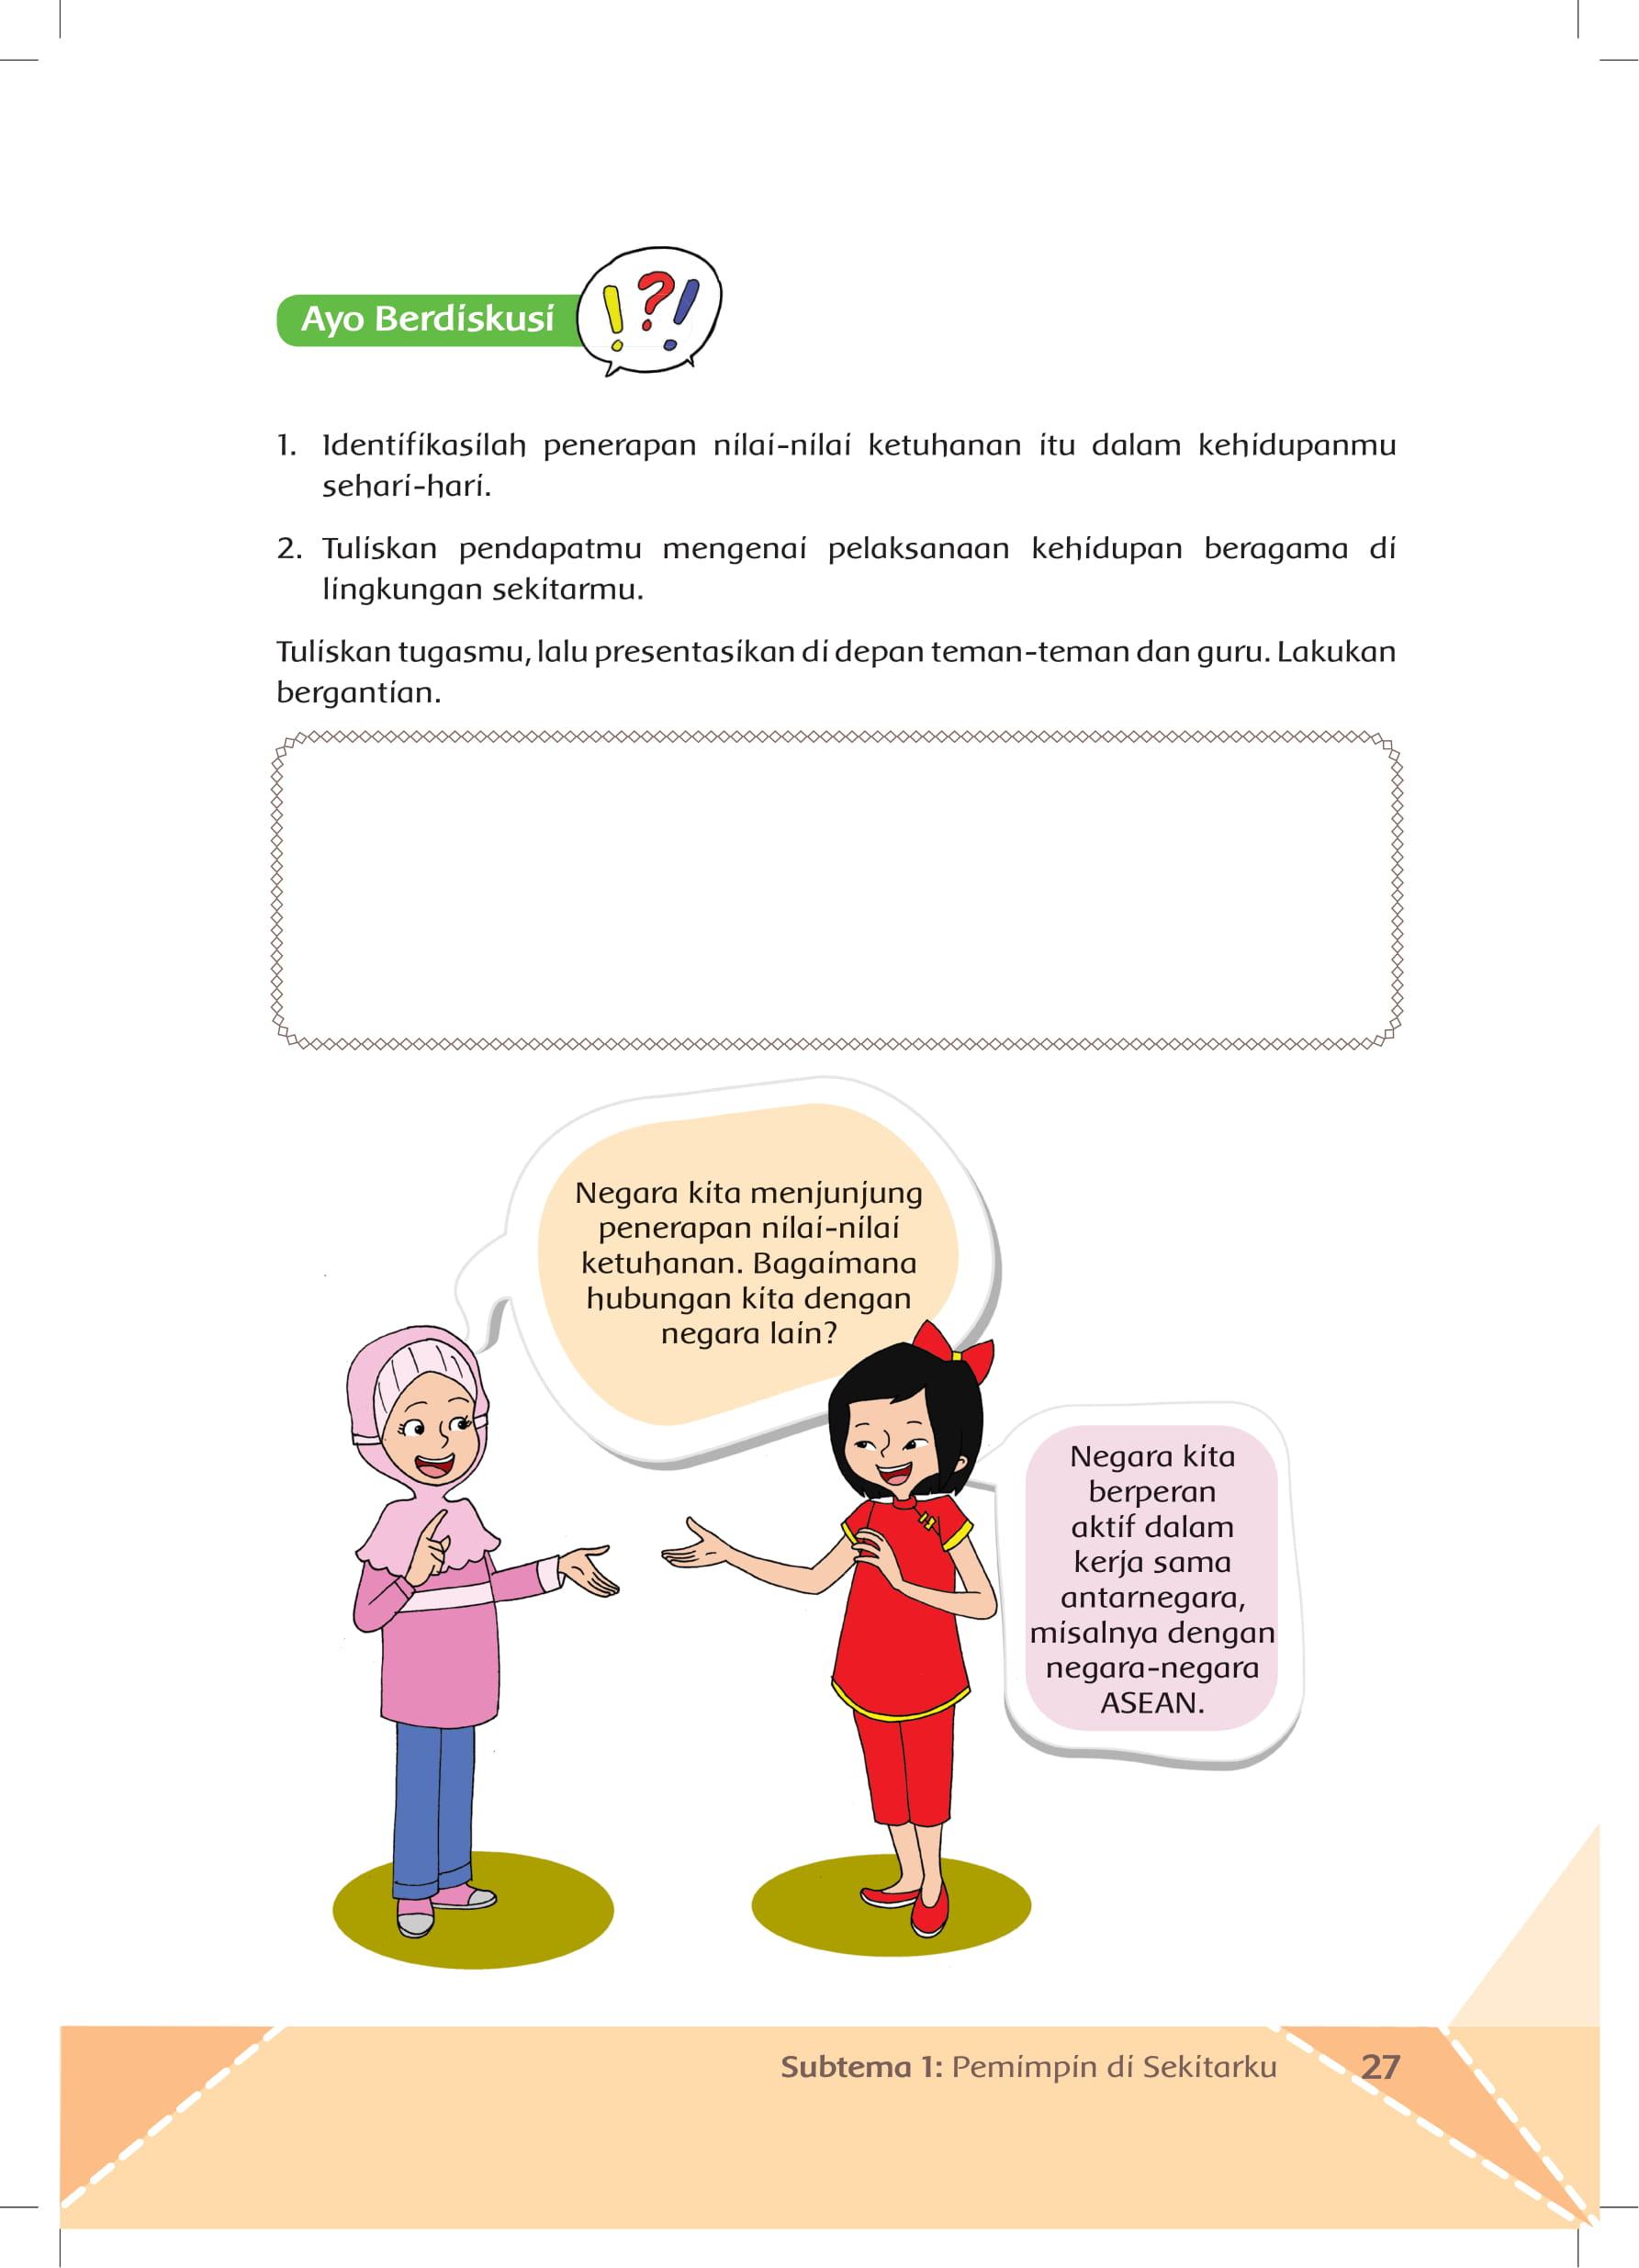 Ayo Berdiskusi
!?!
1. Identifikasilah penerapan nilai-nilai ketuhanan itu dalam kehidupanmu
sehari-hari.
2. Tuliskan pendapatmu mengenai pelaksanaan kehidupan beragama di
lingkungan sekitarmu.
Tuliskan tugasmu, lalu presentasikan di depan teman-teman dan guru. Lakukan
bergantian.
Negara kita menjunjung
penerapan nilai-nilai
ketuhanan. Bagaimana
hubungan kita dengan
negara lain?
Negara kita
berperan
aktif dalam
kerja sama
antarnegara,
misalnya dengan
negara-negara
ASEAN.
Subtema 1: Pemimpin di Sekitarku 27